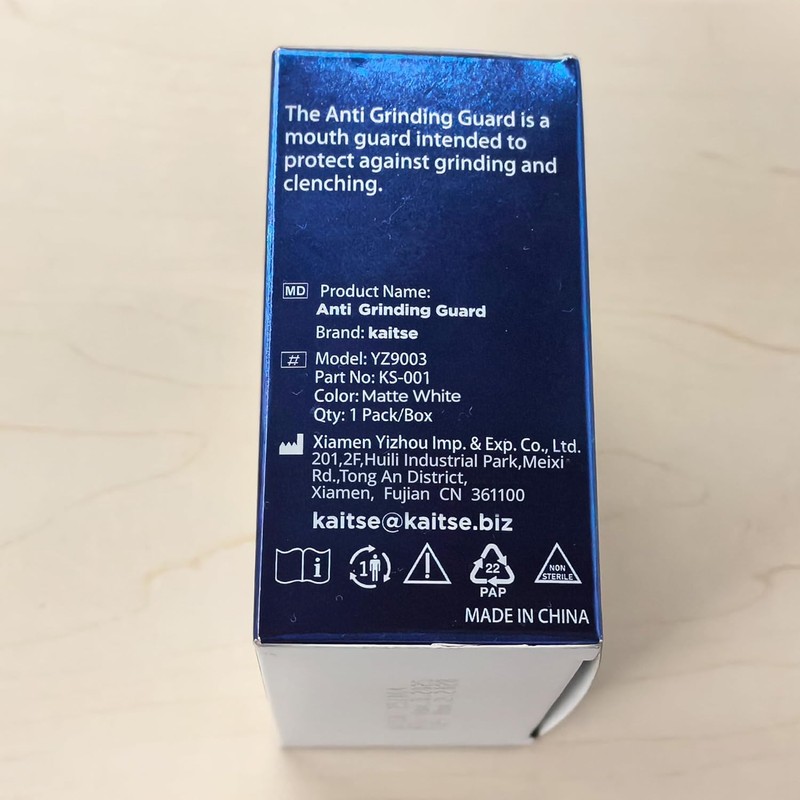 The Anti Grinding Guard is a
mouth guard intended to
protect against grinding and
clenching.
MD Product Name:
Anti Grinding Guard
Brand: kaitse
# Model: YZ9003
Part No: KS-001
Color: Matte White
Qty: 1 Pack/Box
Xiamen Yizhou Imp. & Exp. Co., Ltd.
201,2F,Huili Industrial Park,Meixi
Rd.,Tong An District,
Xiamen, Fujian CN 361100
kaitse@kaitse.biz
i
1
!
22
PAP
NON
STERILE
MADE IN CHINA